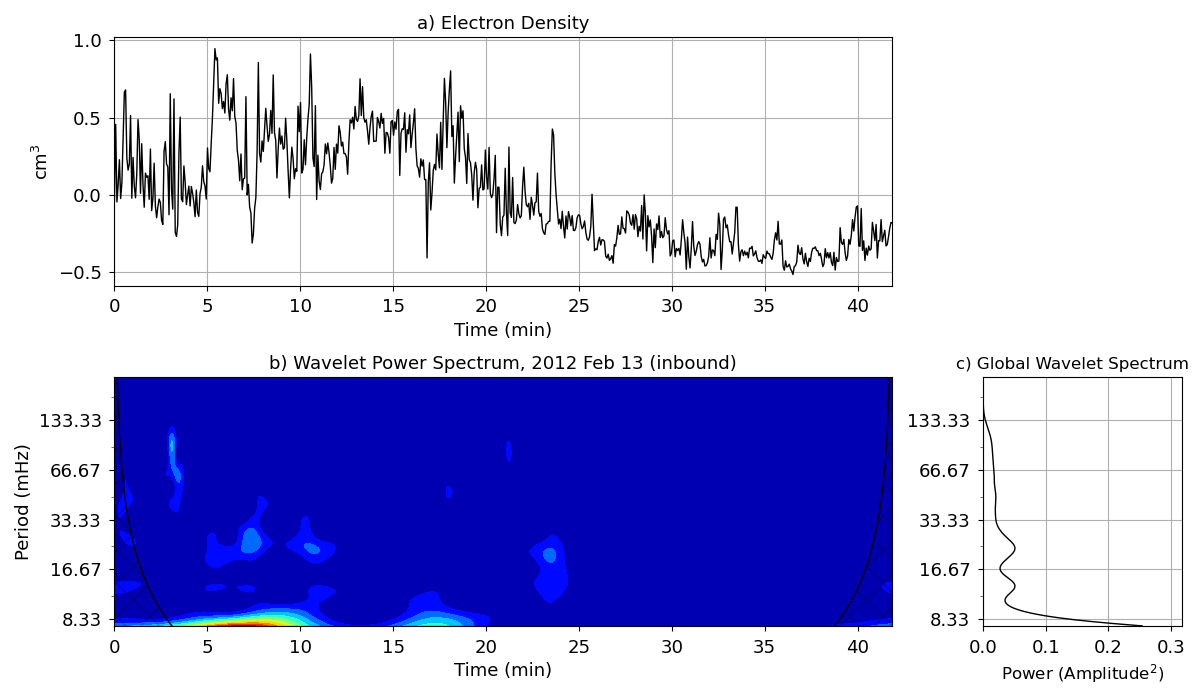 a) Electron Density
1.0
0.5
0.0
−0.5
cm³
0 5 10 15 20 25 30 35 40
Time (min)
b) Wavelet Power Spectrum, 2012 Feb 13 (inbound)
133.33
66.67
33.33
16.67
8.33
Period (mHz)
0 5 10 15 20 25 30 35 40
Time (min)
c) Global Wavelet Spectrum
133.33
66.67
33.33
16.67
8.33
0.0 0.1 0.2 0.3
Power (Amplitude²)